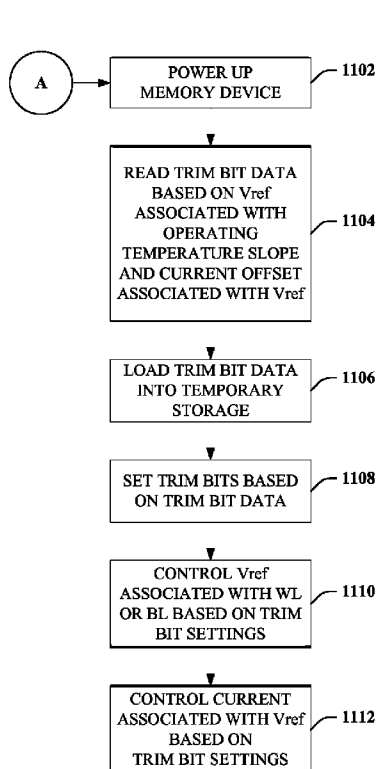 A
POWER UP
MEMORY DEVICE
1102
READ TRIM BIT DATA
BASED ON Vref
ASSOCIATED WITH
OPERATING
TEMPERATURE SLOPE
AND CURRENT OFFSET
ASSOCIATED WITH Vref
1104
LOAD TRIM BIT DATA
INTO TEMPORARY
STORAGE
1106
SET TRIM BITS BASED
ON TRIM BIT DATA
1108
CONTROL Vref
ASSOCIATED WITH WL
OR BL BASED ON TRIM
BIT SETTINGS
1110
CONTROL CURRENT
ASSOCIATED WITH Vref
BASED ON
TRIM BIT SETTINGS
1112